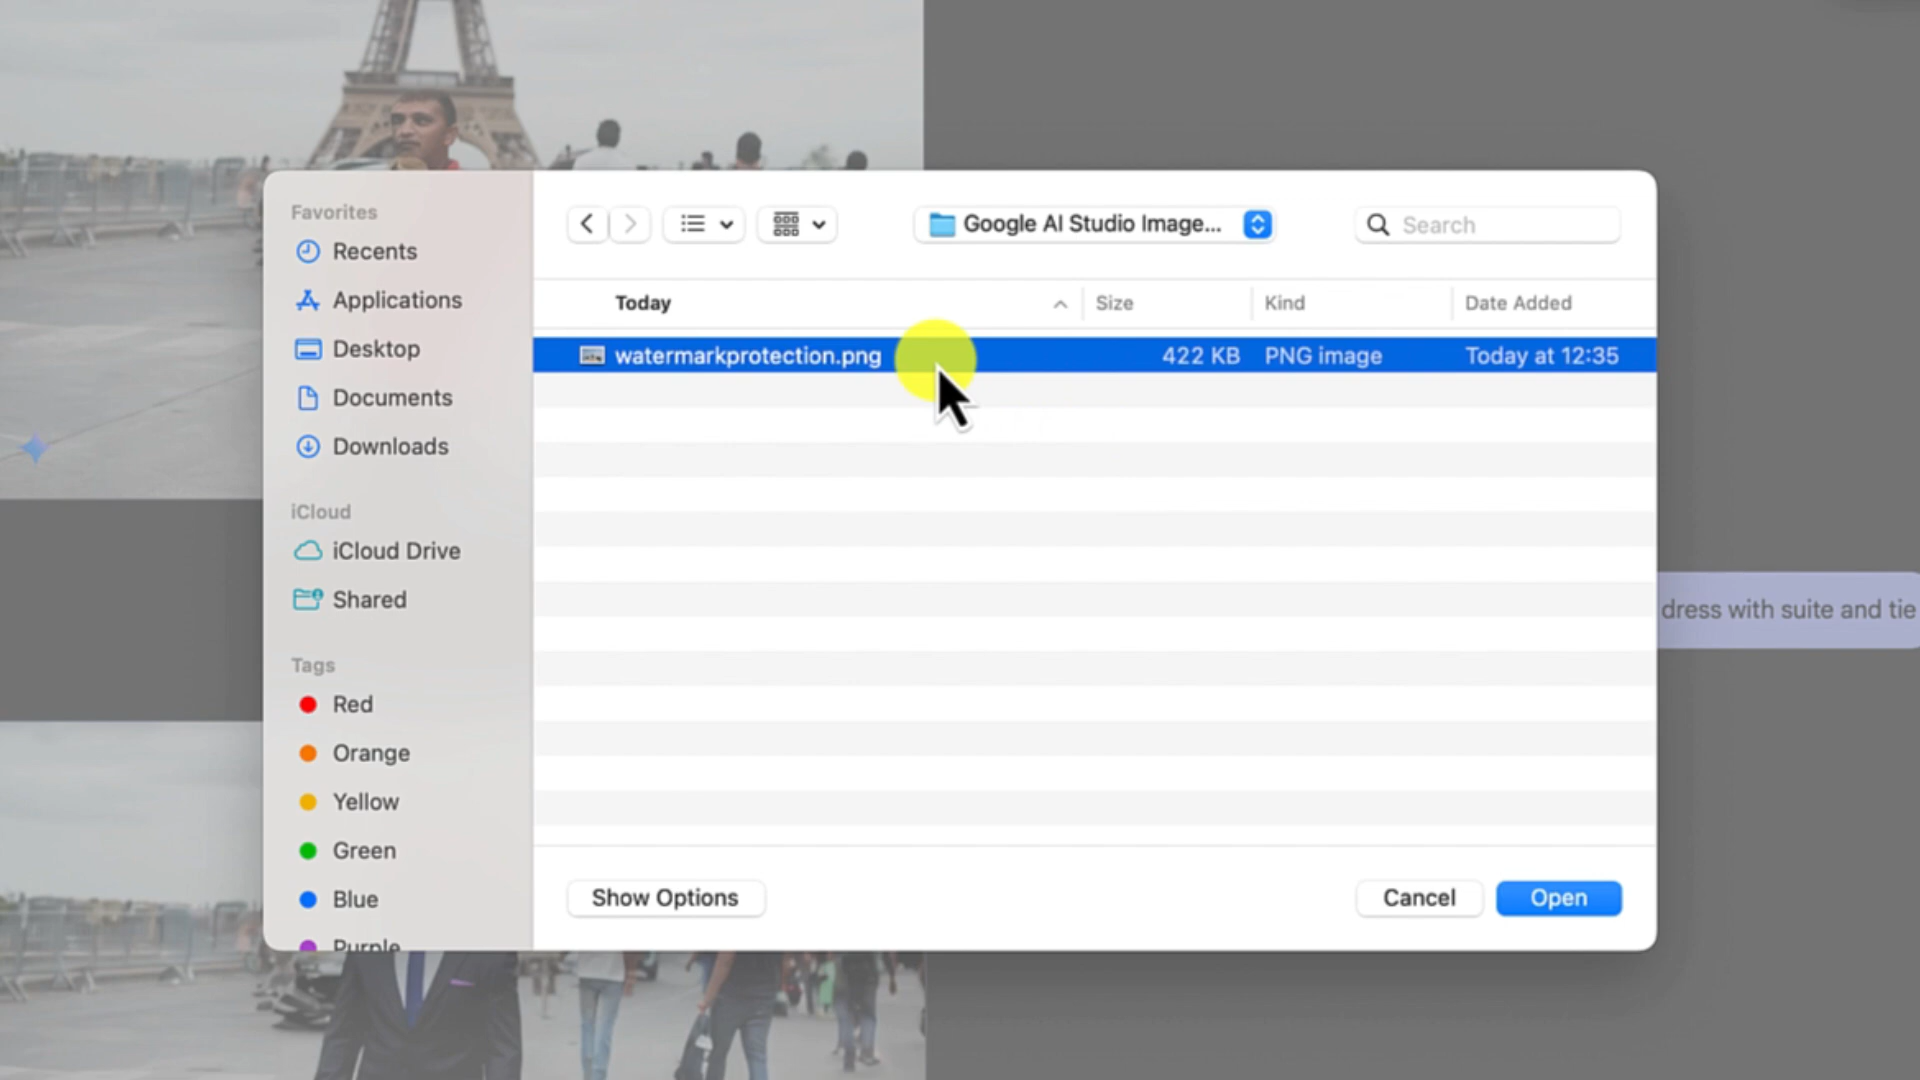 Favorites
Recents
Applications
Desktop
Documents
Downloads
iCloud
iCloud Drive
Shared
Tags
Red
Orange
Yellow
Green
Blue
Purple
Google AI Studio Image...
Search
Today
Size
Kind
Date Added
watermarkprotection.png
422 KB
PNG image
Today at 12:35
Show Options
Cancel
Open
dress with suite and tie